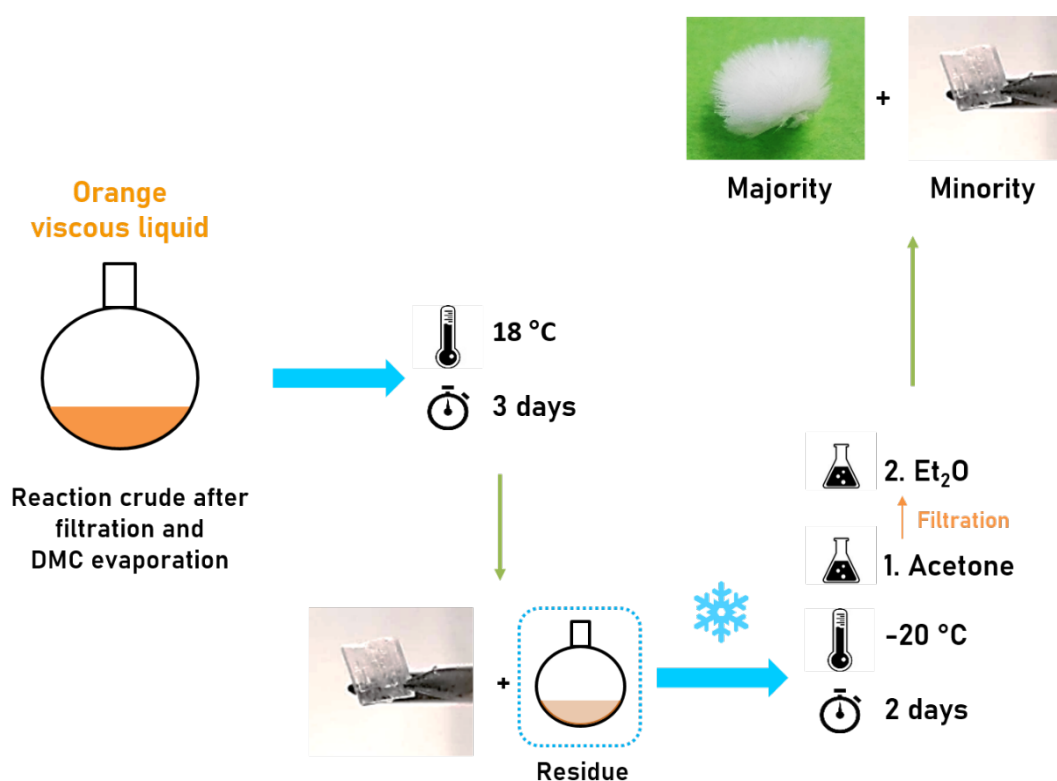 Orange
viscous liquid
Reaction crude after
filtration and
DMC evaporation
18 °C
3 days
+
Residue
-20 °C
2 days
1. Acetone
Filtration
2. Et₂O
+
Majority
Minority